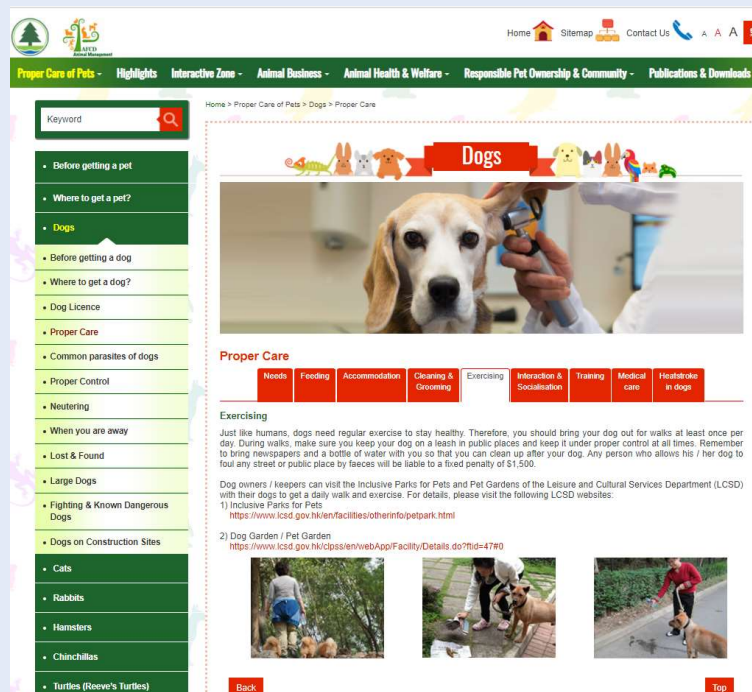 AFCD
Animal Management
Home Sitemap Contact Us A A A
Proper Care of Pets - Highlights Interactive Zone - Animal Business - Animal Health & Welfare - Responsible Pet Ownership & Community - Publications & Downloads
Home > Proper Care of Pets > Dogs > Proper Care
Keyword
Before getting a pet
Where to get a pet?
Dogs
Before getting a dog
Where to get a dog?
Dog Licence
Proper Care
Common parasites of dogs
Proper Control
Neutering
When you are away
Lost & Found
Large Dogs
Fighting & Known Dangerous
Dogs
Dogs on Construction Sites
Cats
Rabbits
Hamsters
Chinchillas
Turtles (Reeve's Turtles)
Dogs
Proper Care
Needs Feeding Accommodation Cleaning & Grooming Exercising Interaction & Socialisation Training Medical care Heatstroke in dogs
Exercising
Just like humans, dogs need regular exercise to stay healthy. Therefore, you should bring your dog out for walks at least once per
day. During walks, make sure you keep your dog on a leash in public places and keep it under proper control at all times. Remember
to bring newspapers and a bottle of water with you so that you can clean up after your dog. Any person who allows his / her dog to
foul any street or public place by faeces will be liable to a fixed penalty of $1,500.
Dog owners / keepers can visit the Inclusive Parks for Pets and Pet Gardens of the Leisure and Cultural Services Department (LCSD)
with their dogs to get a daily walk and exercise. For details, please visit the following LCSD websites:
1) Inclusive Parks for Pets
https://www.lcsd.gov.hk/en/facilities/otherinfo/petpark.html
2) Dog Garden / Pet Garden
https://www.lcsd.gov.hk/clpss/en/webApp/Facility/Details.do?ftid=47#0
Back Top